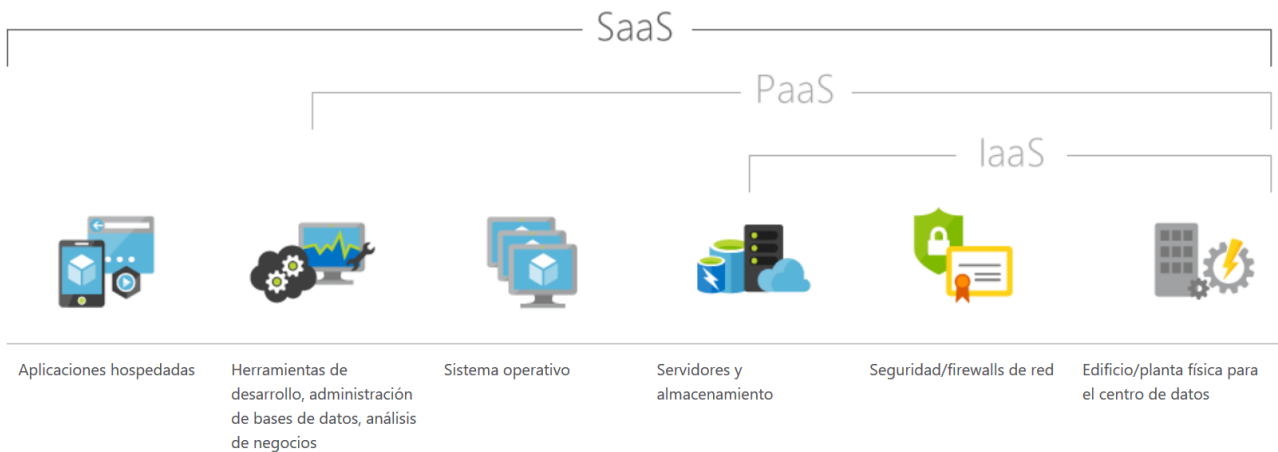 SaaS
PaaS
IaaS
Aplicaciones hospedadas
Herramientas de
desarrollo, administración
de bases de datos, análisis
de negocios
Sistema operativo
Servidores y
almacenamiento
Seguridad/firewalls de red
Edificio/planta física para
el centro de datos